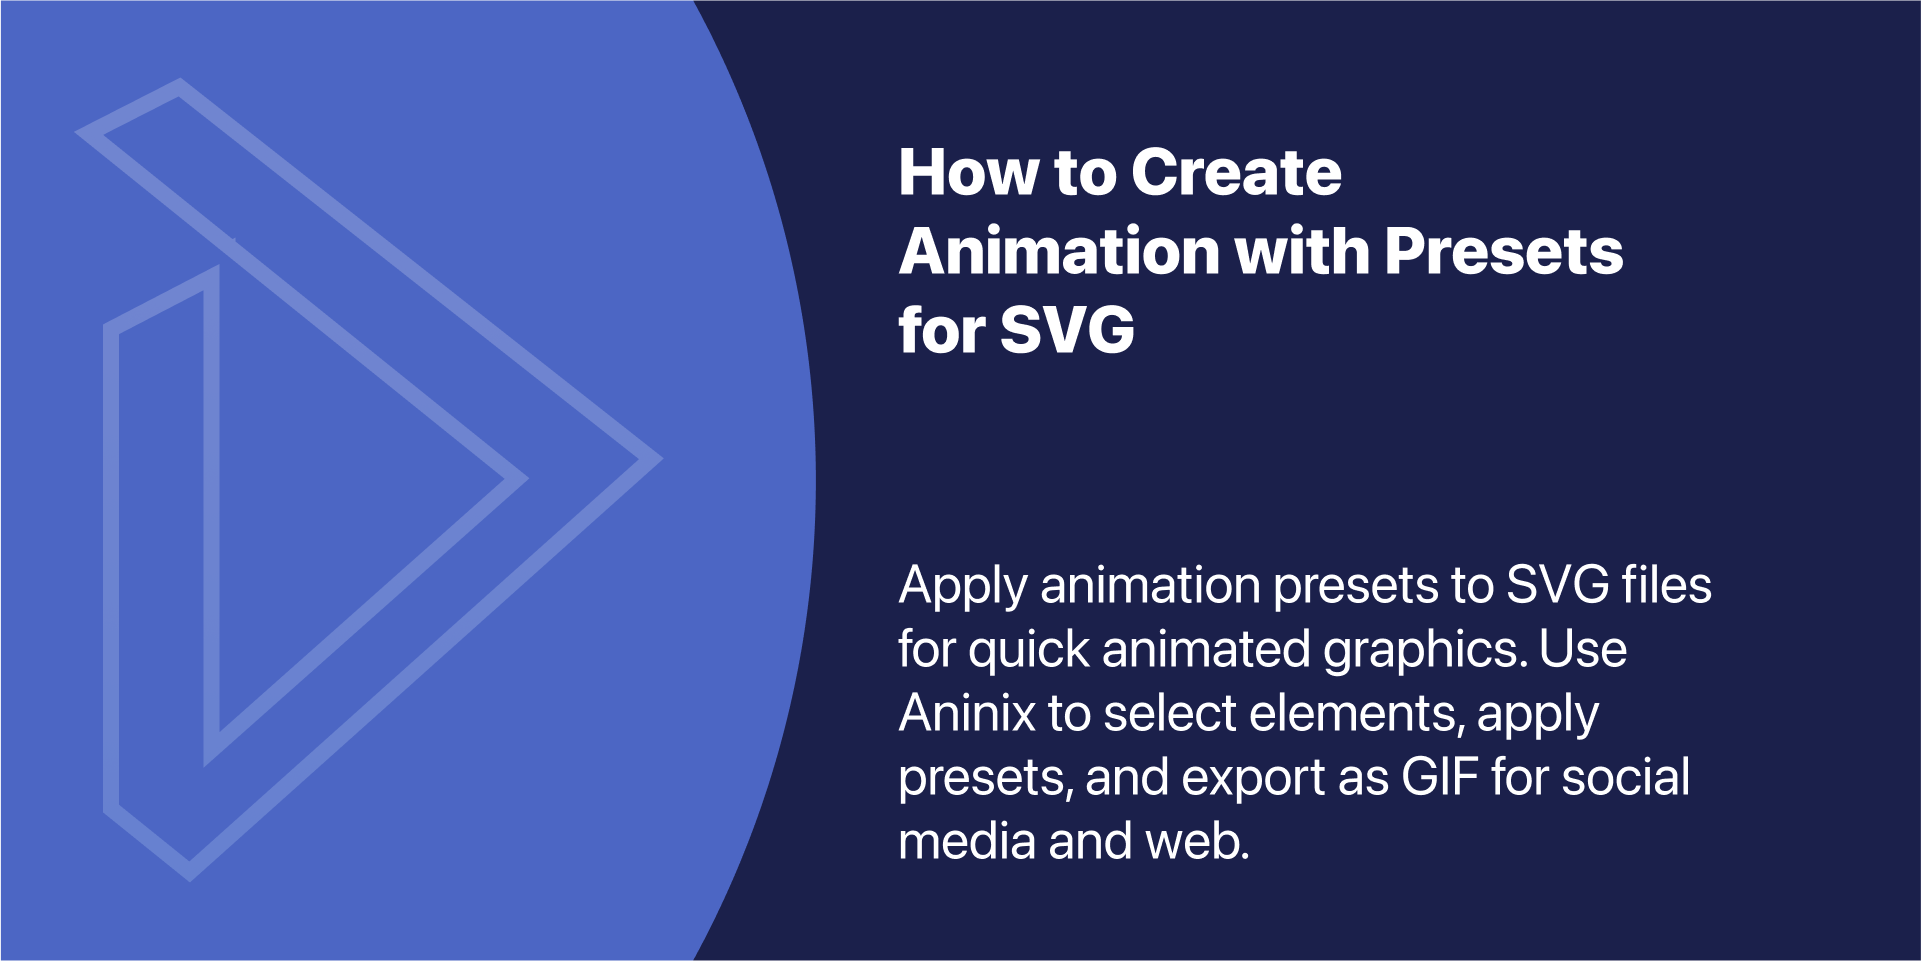 How to Create
Animation with Presets
for SVG
Apply animation presets to SVG files
for quick animated graphics. Use
Aninix to select elements, apply
presets, and export as GIF for social
media and web.